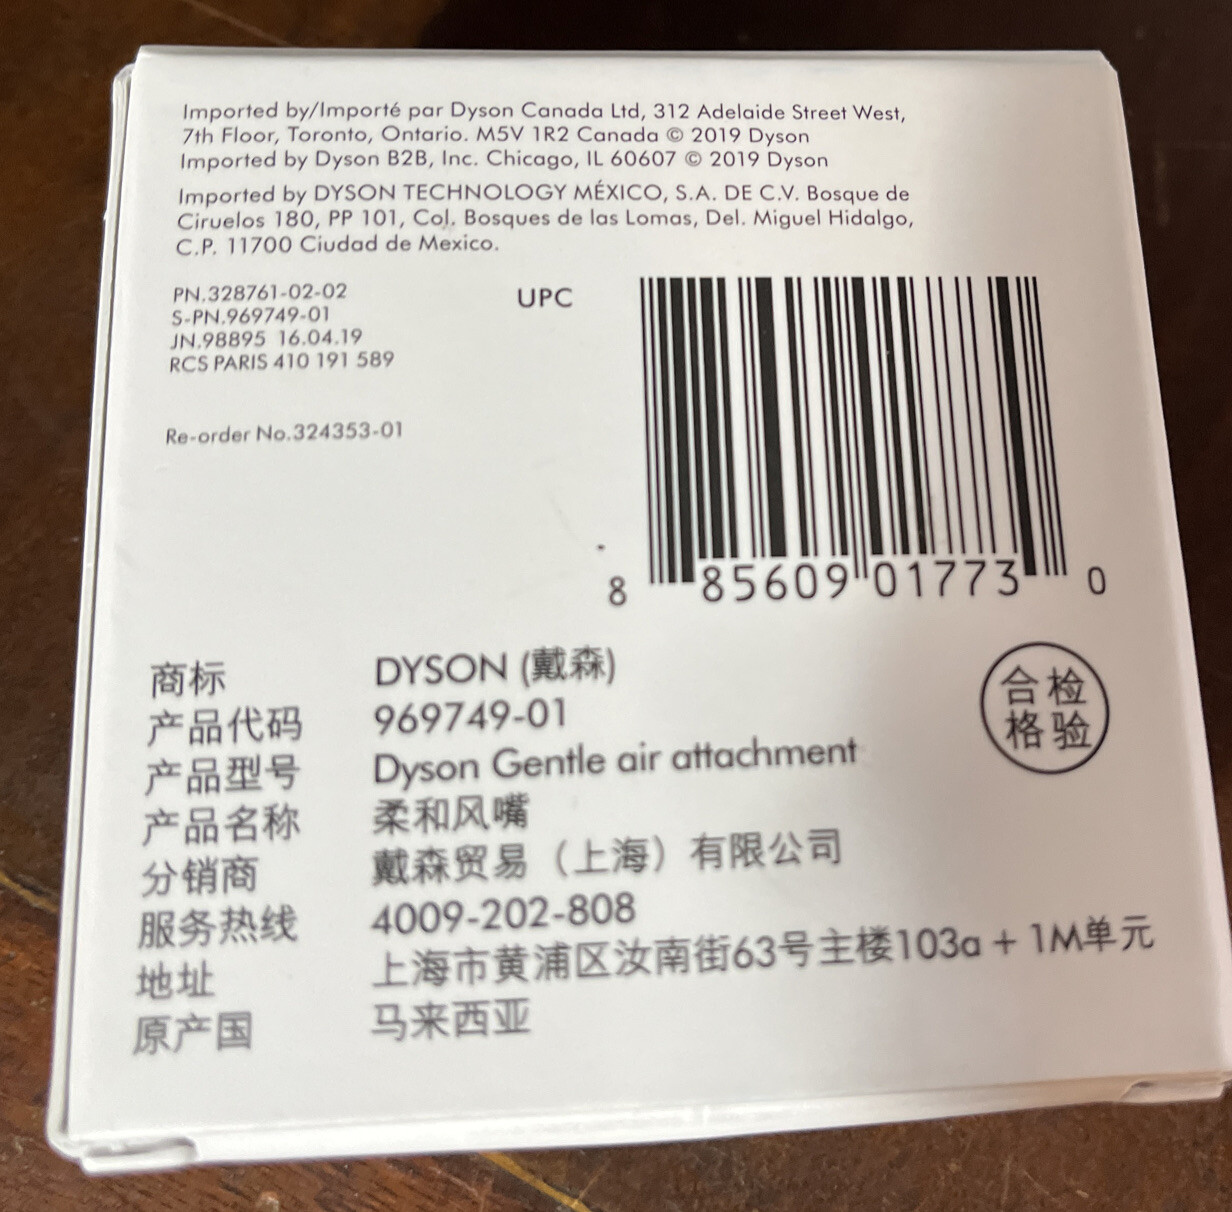 Imported by/Importé par Dyson Canada Ltd, 312 Adelaide Street West,
7th Floor, Toronto, Ontario. M5V 1R2 Canada © 2019 Dyson
Imported by Dyson B2B, Inc. Chicago, IL 60607 © 2019 Dyson
Imported by DYSON TECHNOLOGY MÉXICO, S.A. DE C.V. Bosque de
Ciruelos 180, PP 101, Col. Bosques de las Lomas, Del. Miguel Hidalgo,
C.P. 11700 Ciudad de Mexico.
PN.328761-02-02
S-PN.969749-01
JN.98895 16.04.19
RCS PARIS 410 191 589
Re-order No.324353-01
UPC
8 85609 01773 0
商标 DYSON (戴森)
产品代码 969749-01
产品型号 Dyson Gentle air attachment
产品名称 柔和风嘴
分销商 戴森贸易（上海）有限公司
服务热线 4009-202-808
地址 上海市黄浦区汝南街63号主楼103a + 1M单元
原产国 马来西亚
合检
格验